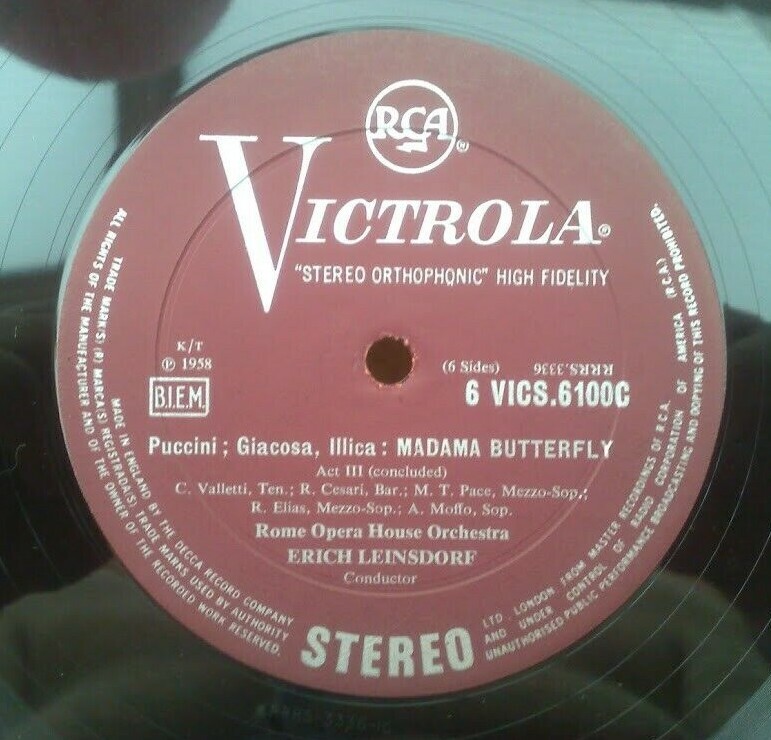 RCA ®
VICTROLA®
"STEREO ORTHOPHONIC" HIGH FIDELITY
K/T
℗ 1958
(6 Sides)
RRRS.3336
B.I.E.M.
6 VICS.6100C
Puccini ; Giacosa, Illica : MADAMA BUTTERFLY
Act III (concluded)
C. Valletti, Ten.; R. Cesari, Bar.; M. T. Pace, Mezzo-Sop.;
R. Elias, Mezzo-Sop.; A. Moffo, Sop.
Rome Opera House Orchestra
ERICH LEINSDORF
Conductor
STEREO
TRADE MARK(S) (R) MARCA(S) REGISTRADA(S) TRADE MARKS USED BY AUTHORITY
ALL RIGHTS OF THE MANUFACTURER AND OF THE OWNER OF THE RECORDED WORK RESERVED.
MADE IN ENGLAND BY THE DECCA RECORD COMPANY
LTD. LONDON FROM MASTER RECORDINGS OF R.C.A.
AND UNDER CONTROL OF RADIO CORPORATION OF AMERICA (R.C.A.)
UNAUTHORISED PUBLIC PERFORMANCE BROADCASTING AND COPYING OF THIS RECORD PROHIBITED.